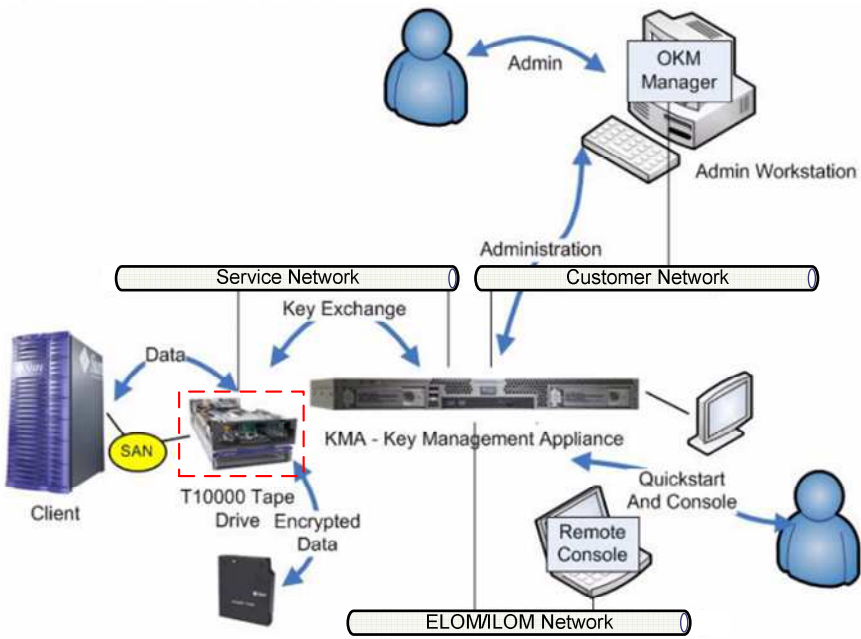 Admin
OKM
Manager
Admin Workstation
Administration
Service Network
Customer Network
Key Exchange
Data
SAN
KMA - Key Management Appliance
Client
T10000 Tape
Drive
Encrypted
Data
Quickstart
And Console
Remote
Console
ELOM/ILOM Network